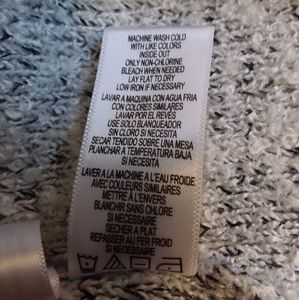 MACHINE WASH COLD
WITH LIKE COLORS
INSIDE OUT
ONLY NON-CHLORINE
BLEACH WHEN NEEDED
LAY FLAT TO DRY
LOW IRON IF NECESSARY
LAVAR A MAQUINA CON AGUA FRIA
CON COLORES SIMILARES
LAVAR POR EL REVÉS
USE SOLO BLANQUEADOR
SIN CLORO SI NECESITA
SECAR TENDIDO SOBRE UNA MESA
PLANCHAR A TEMPERATURA BAJA
SI NECESITA
LAVER A LA MACHINE A L'EAU FROIDE
AVEC COULEURS SIMILAIRES
METTRE À L'ENVERS
BLANCHIR SANS CHLORE
SI NECESSAIRE
SECHER A PLAT
REPASSER AU FER FROID
SI NECESSAIRE